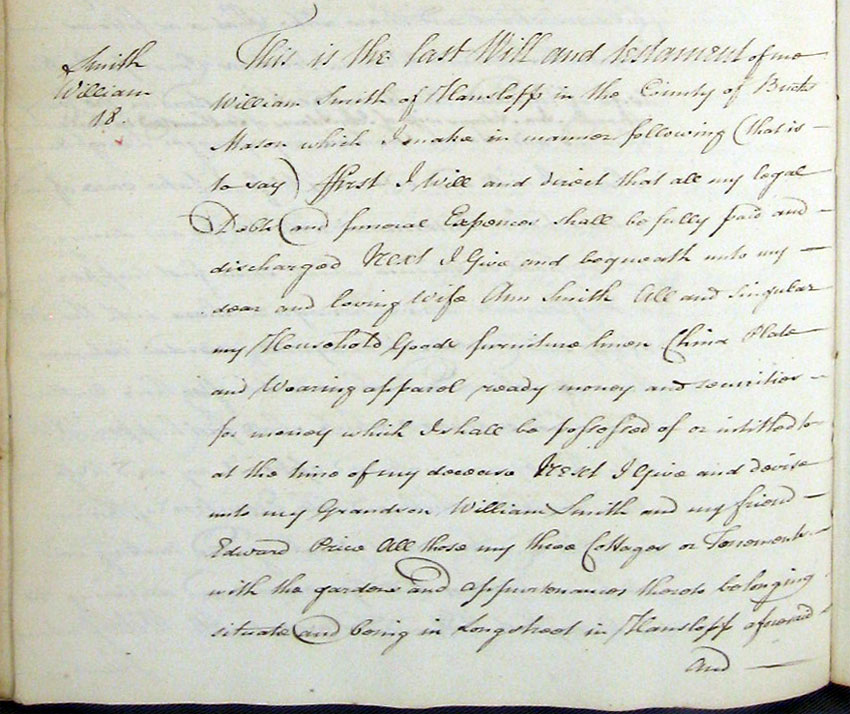 Smith
William
18
This is the last Will and testament of me
William Smith of Hanslopp in the County of Bucks
Mason which I make in manner following (that is
to say) ffirst I Will and direct that all my legal
Debts and funeral Expences shall be fully paid and
discharged Next I Give and bequeath unto my
dear and loving Wife Ann Smith All and singular
my Household Goods furniture linen China Plate
and Wearing apparel ready money and securities
for money which I shall be possessed of or intitled to
at the time of my decease Next I Give and devise
unto my Grandson William Smith and my friend
Edward Price All those my three Cottages or Tenements
with the gardens and appurtenances thereto belonging
situate and being in Longstreet in Hanslopp aforesaid
and